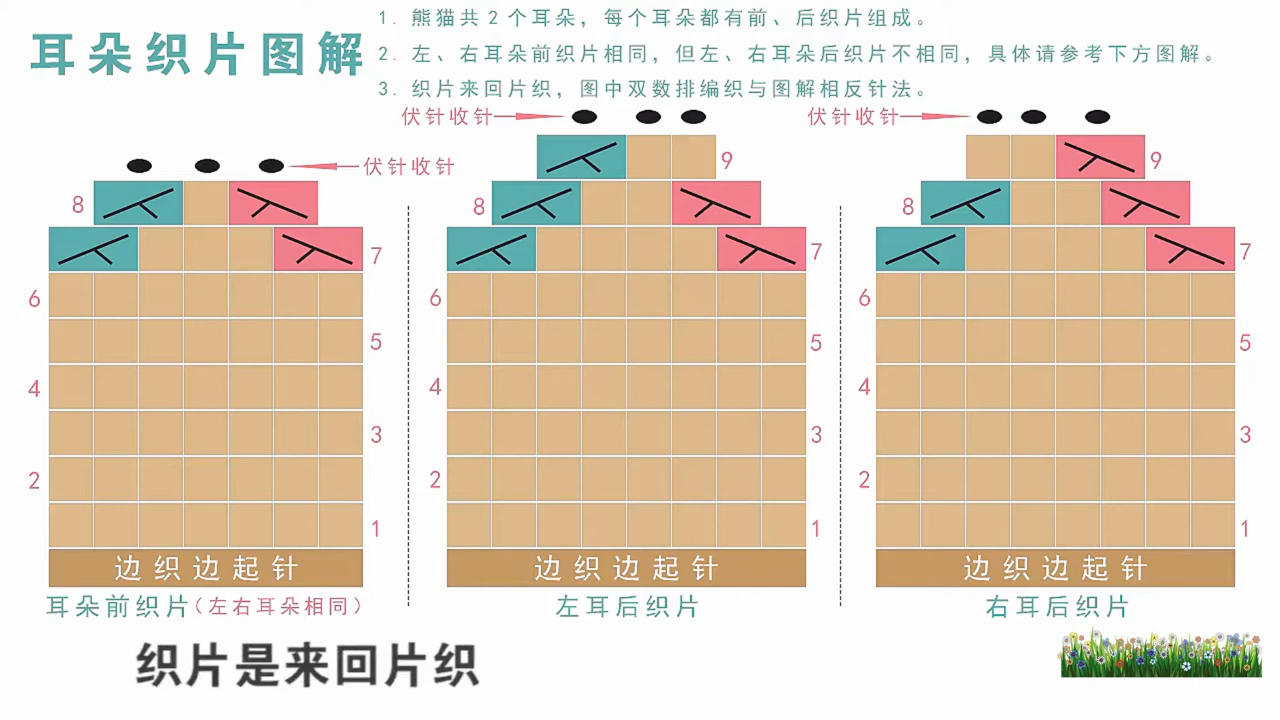 耳朵织片图解
1. 熊猫共2个耳朵，每个耳朵都有前、后织片组成。
2. 左、右耳朵前织片相同，但左、右耳朵后织片不相同，具体请参考下方图解。
3. 织片来回片织，图中双数排编织与图解相反针法。
伏针收针
8
7
6
5
4
3
2
1
边织边起针
耳朵前织片（左右耳朵相同）
伏针收针
9
8
7
6
5
4
3
2
1
边织边起针
左耳后织片
伏针收针
9
8
7
6
5
4
3
2
1
边织边起针
右耳后织片
织片是来回片织